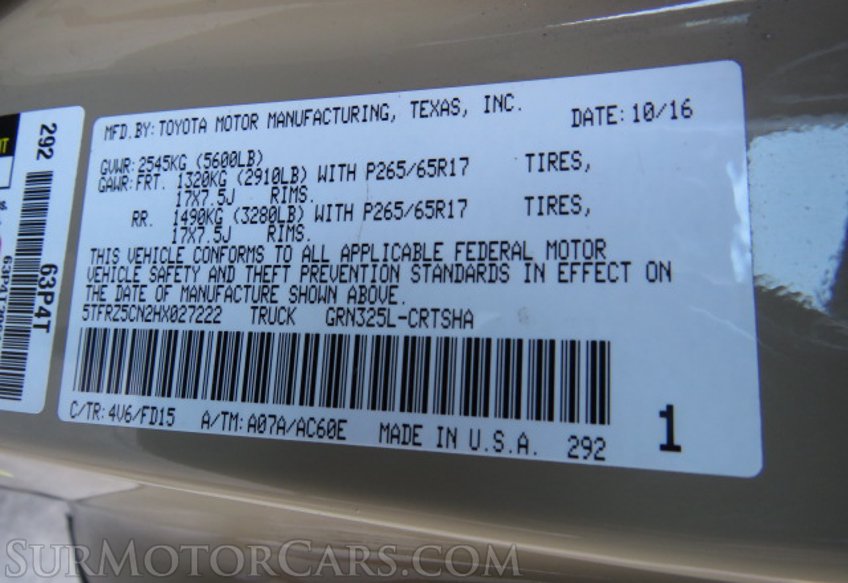 MFD.BY:TOYOTA MOTOR MANUFACTURING, TEXAS, INC. DATE:10/16
GVWR:2545KG (5600LB)
GAWR:FRT. 1320KG (2910LB) WITH P265/65R17 TIRES,
17X7.5J RIMS.
RR. 1490KG (3280LB) WITH P265/65R17 TIRES,
17X7.5J RIMS.
THIS VEHICLE CONFORMS TO ALL APPLICABLE FEDERAL MOTOR
VEHICLE SAFETY AND THEFT PREVENTION STANDARDS IN EFFECT ON
THE DATE OF MANUFACTURE SHOWN ABOVE.
5TFRZ5CN2HX027222 TRUCK GRN325L-CRTSHA
C/TR:4V6/FD15 A/TM:A07A/AC60E MADE IN U.S.A. 292
1
292
63P4T
SurMotorCars.com